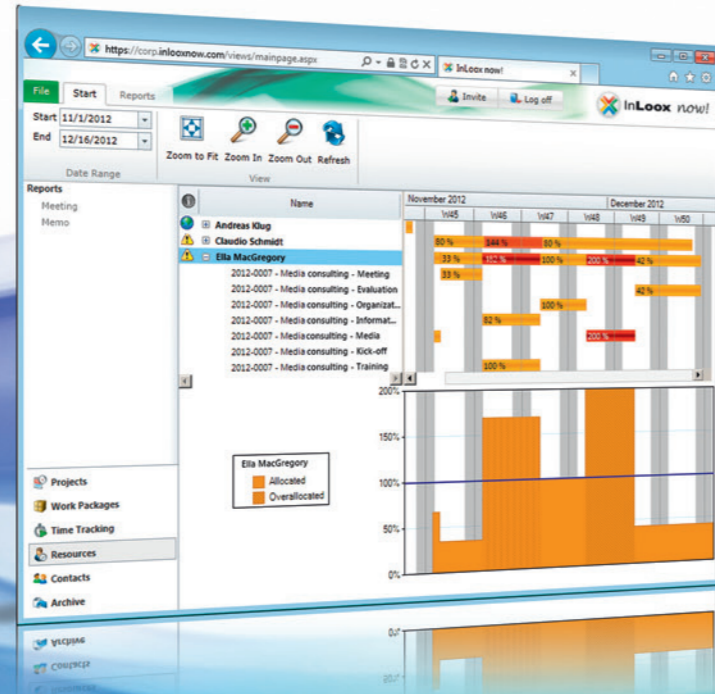 https://corp.inlooxnow.com/views/mainpage.aspx
InLoox now!
File Start Reports
Invite Log off
InLoox now!
Start 11/1/2012
End 12/16/2012
Date Range
Zoom to Fit Zoom In Zoom Out Refresh
View
Reports
Meeting
Memo
Name
November 2012 December 2012
W45 W46 W47 W48 W49 W50
Andreas Klug
Claudio Schmidt 80 % 144 % 80 %
Ella MacGregory 33 % 100 % 200 % 42 %
2012-0007 - Media consulting - Meeting 33 %
2012-0007 - Media consulting - Evaluation 42 %
2012-0007 - Media consulting - Organizat... 100 %
2012-0007 - Media consulting - Informat... 82 %
2012-0007 - Media consulting - Media 200 %
2012-0007 - Media consulting - Kick-off
2012-0007 - Media consulting - Training 100 %
200%
150%
100%
50%
0%
Ella MacGregory
Allocated
Overallocated
Projects
Work Packages
Time Tracking
Resources
Contacts
Archive